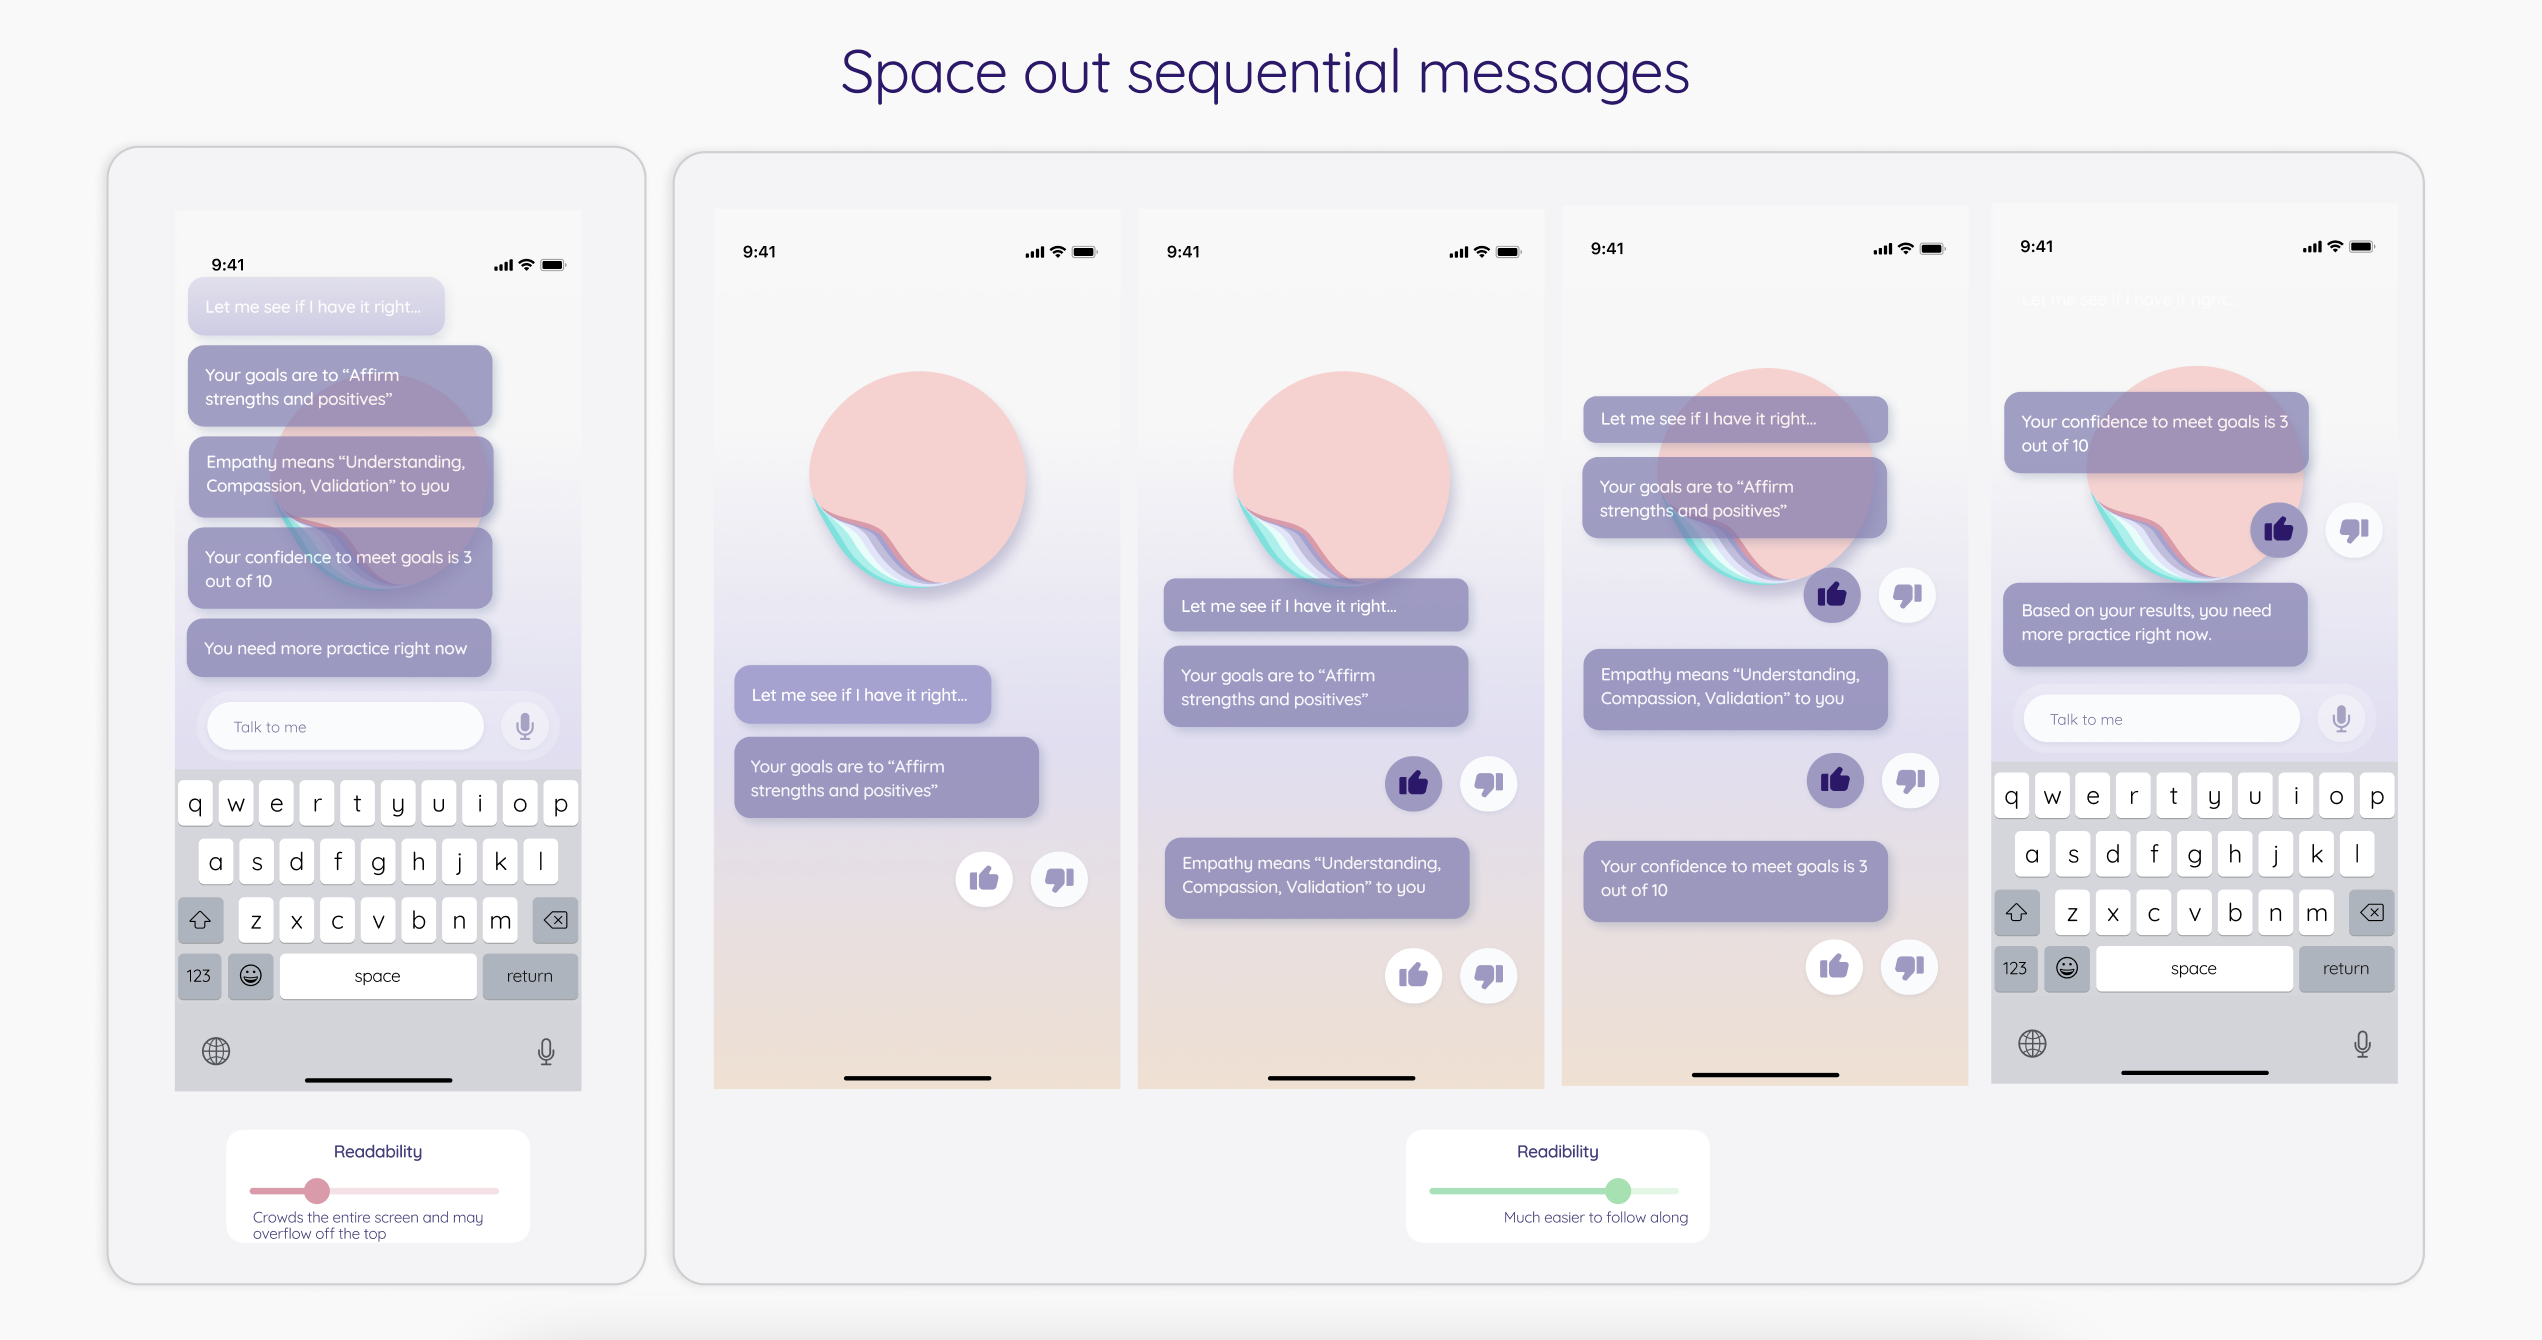 Space out sequential messages
9:41
Let me see if I have it right...
Your goals are to “Affirm
strengths and positives”
Empathy means “Understanding,
Compassion, Validation” to you
Your confidence to meet goals is 3
out of 10
You need more practice right now
Talk to me
q w e r t y u i o p
a s d f g h j k l
z x c v b n m
123 space return
Readability
Crowds the entire screen and may
overflow off the top
9:41
Let me see if I have it right...
Your goals are to “Affirm
strengths and positives”
9:41
Let me see if I have it right...
Your goals are to “Affirm
strengths and positives”
Empathy means “Understanding,
Compassion, Validation” to you
9:41
Let me see if I have it right...
Your goals are to “Affirm
strengths and positives”
Empathy means “Understanding,
Compassion, Validation” to you
Your confidence to meet goals is 3
out of 10
9:41
Let me see if I have it right...
Your confidence to meet goals is 3
out of 10
Based on your results, you need
more practice right now.
Talk to me
q w e r t y u i o p
a s d f g h j k l
z x c v b n m
123 space return
Readibility
Much easier to follow along